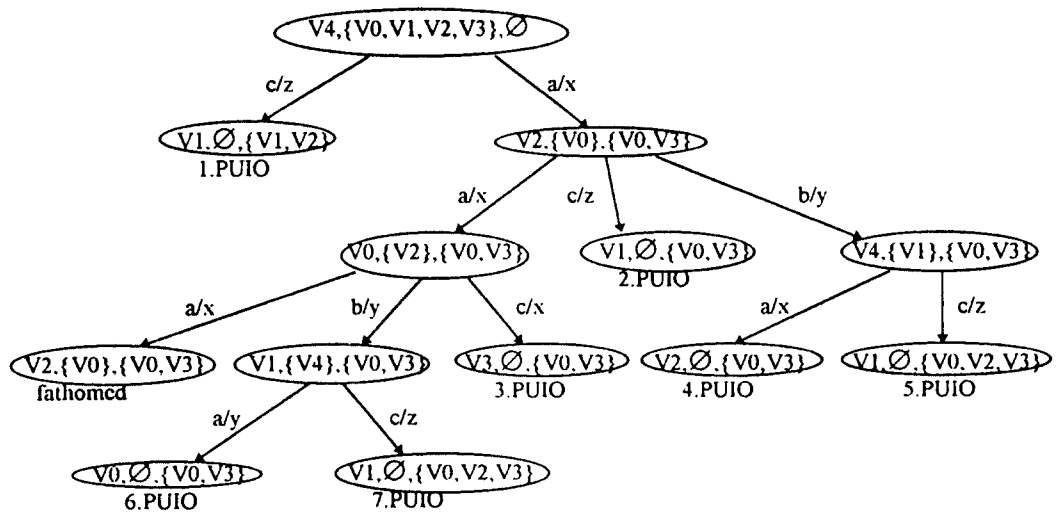 V4,{V0,V1,V2,V3},∅
c/z
a/x
V1.∅,{V1,V2}
1.PUIO
V2.{V0}.{V0,V3}
a/x
c/z
b/y
V0,{V2},{V0,V3}
V1,∅.{V0,V3}
2.PUIO
V4,{V1},{V0,V3}
a/x
b/y
c/x
a/x
c/z
V2,{V0},{V0,V3}
fathomed
V1,{V4},{V0,V3}
V3,∅.{V0,V3}
3.PUIO
V2,∅,{V0,V3}
4.PUIO
V1,∅.{V0,V2,V3}
5.PUIO
a/y
c/z
V0.∅.{V0,V3}
6.PUIO
V1,∅,{V0,V2,V3}
7.PUIO